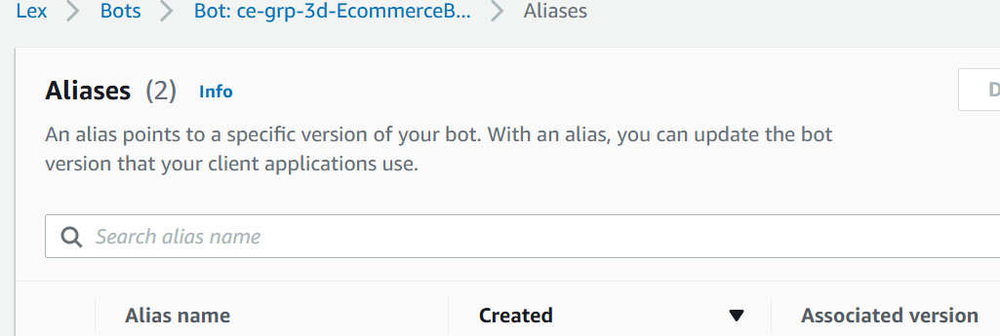 Lex > Bots > Bot: ce-grp-3d-EcommerceB... > Aliases
Aliases (2) Info
D
An alias points to a specific version of your bot. With an alias, you can update the bot
version that your client applications use.
Search alias name
Alias name Created Associated version